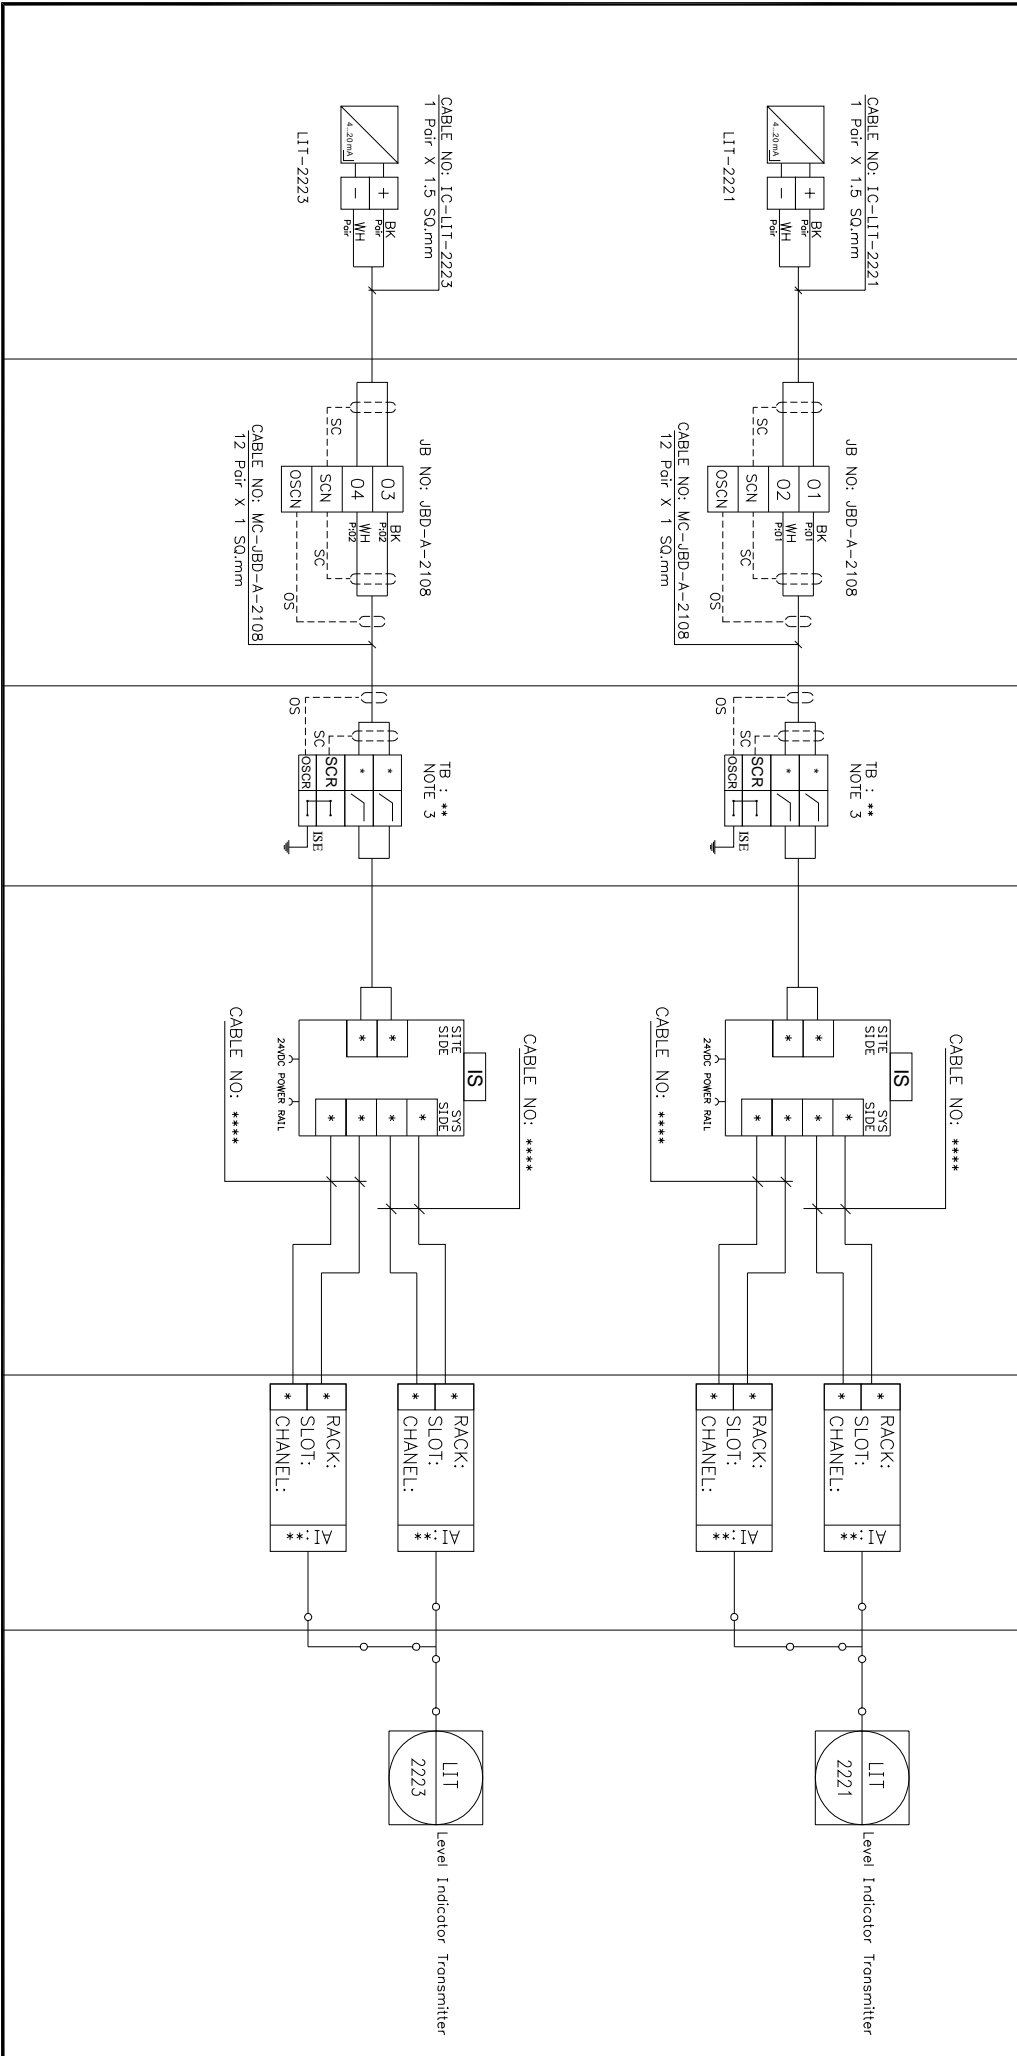 CABLE NO: IC-LIT-2221
1 Pair X 1.5 SQ.mm
4...20mA
+
-
BK
Pair
WH
Pair
LIT-2221
JB NO: JBD-A-2108
01
02
SCN
OSCN
BK
P:01
WH
P:01
SC
SC
OS
CABLE NO: MC-JBD-A-2108
12 Pair X 1 SQ.mm
TB : **
NOTE 3
*
*
SCR
OSCR
SC
OS
ISE
CABLE NO: ****
IS
SITE
SIDE
SYS
SIDE
*
*
*
*
*
*
24VDC POWER RAIL
CABLE NO: ****
*
*
RACK:
SLOT:
CHANEL:
AI:
**
*
*
RACK:
SLOT:
CHANEL:
AI:
**
LIT
2221
Level Indicator Transmitter
CABLE NO: IC-LIT-2223
1 Pair X 1.5 SQ.mm
4...20mA
+
-
BK
Pair
WH
Pair
LIT-2223
JB NO: JBD-A-2108
03
04
SCN
OSCN
BK
P:02
WH
P:02
SC
SC
OS
CABLE NO: MC-JBD-A-2108
12 Pair X 1 SQ.mm
TB : **
NOTE 3
*
*
SCR
OSCR
SC
OS
ISE
CABLE NO: ****
IS
SITE
SIDE
SYS
SIDE
*
*
*
*
*
*
24VDC POWER RAIL
CABLE NO: ****
*
*
RACK:
SLOT:
CHANEL:
AI:
**
*
*
RACK:
SLOT:
CHANEL:
AI:
**
LIT
2223
Level Indicator Transmitter